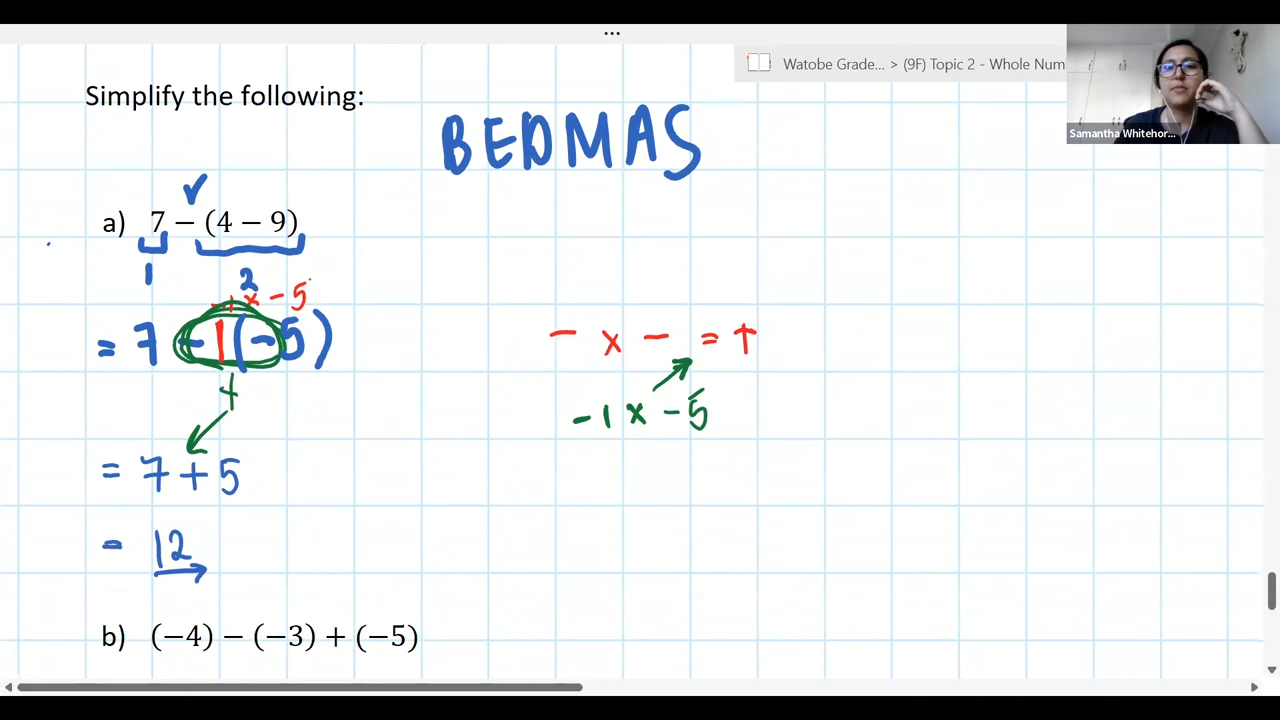 ...
Watobe Grade... > (9F) Topic 2 - Whole Num
Samantha Whitehor...
Simplify the following:
BEDMAS
a) 7 − (4 − 9)
1 2
-1 x - 5
= 7 - 1 (-5)
- x - = +
+
-1 x -5
= 7 + 5
= 12
b) (−4) − (−3) + (−5)